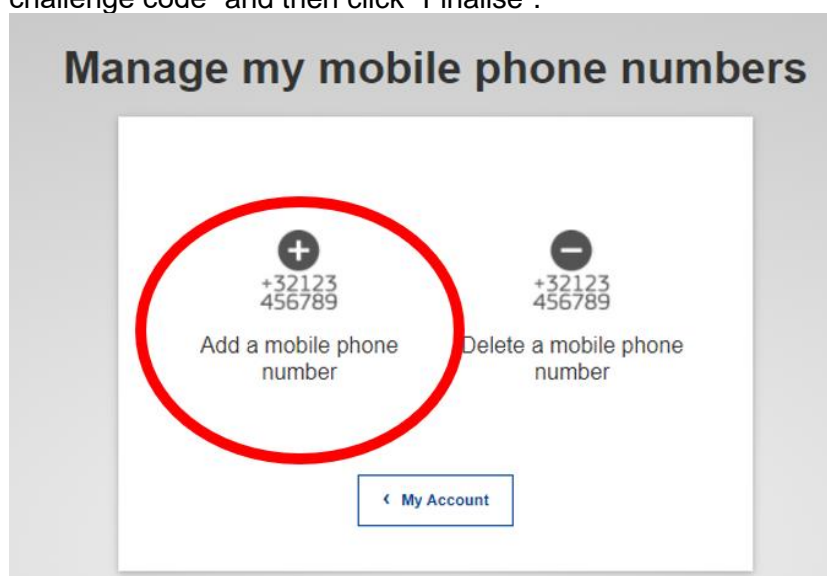 challenge code" and then click "Finalise".
Manage my mobile phone numbers
+32123
456789
Add a mobile phone
number
+32123
456789
Delete a mobile phone
number
‹ My Account